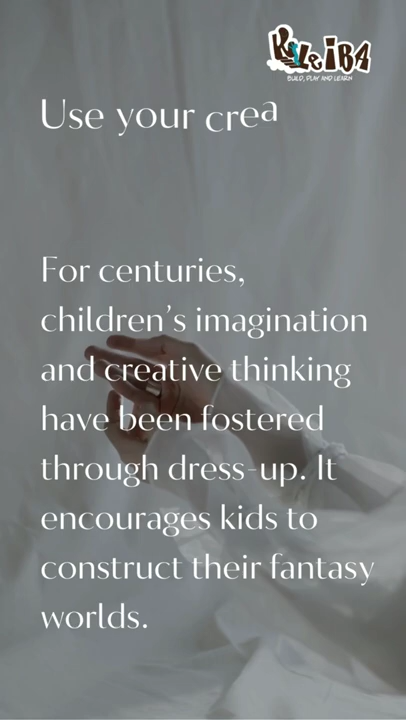 KiLEiBA
BUILD, PLAY AND LEARN
Use your crea
For centuries,
children's imagination
and creative thinking
have been fostered
through dress-up. It
encourages kids to
construct their fantasy
worlds.